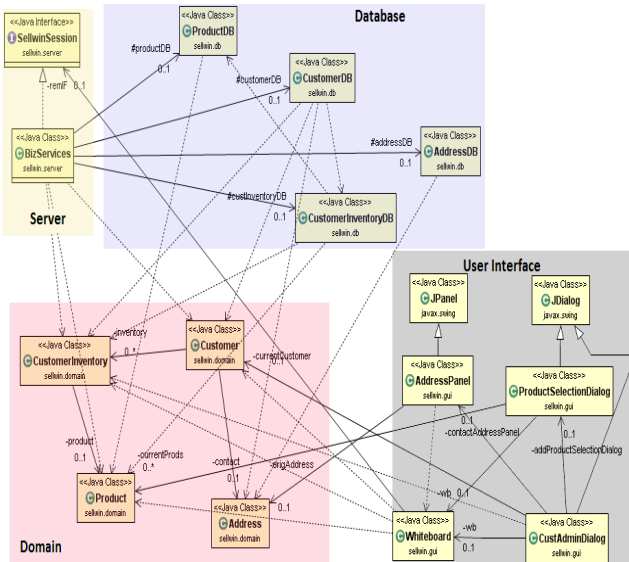 Database
<<Java Interface>>
SellwinSession
sellwin.server
<<Java Class>>
ProductDB
sellwin.db
#productDB
0..1
<<Java Class>>
CustomerDB
sellwin.db
#customerDB
0..1
-remIF
0..1
<<Java Class>>
BizServices
sellwin.server
<<Java Class>>
AddressDB
sellwin.db
#addressDB
0..1
#custInventoryDB
0..1
<<Java Class>>
CustomerInventoryDB
sellwin.db
Server
User Interface
<<Java Class>>
JPanel
javax.swing
<<Java Class>>
JDialog
javax.swing
<<Java Class>>
CustomerInventory
sellwin.domain
-inventory
0..*
<<Java Class>>
Customer
sellwin.domain
-currentCustomer
0..1
<<Java Class>>
AddressPanel
sellwin.gui
<<Java Class>>
ProductSelectionDialog
sellwin.gui
0..1
-contactAddressPanel
0..1
-addProductSelectionDialog
-product
0..1
-currentProds
0..*
-contact
0..1
-origAddress
0..1
<<Java Class>>
Product
sellwin.domain
<<Java Class>>
Address
sellwin.domain
-wb
0..1
<<Java Class>>
Whiteboard
sellwin.gui
-wb
0..1
<<Java Class>>
CustAdminDialog
sellwin.gui
Domain